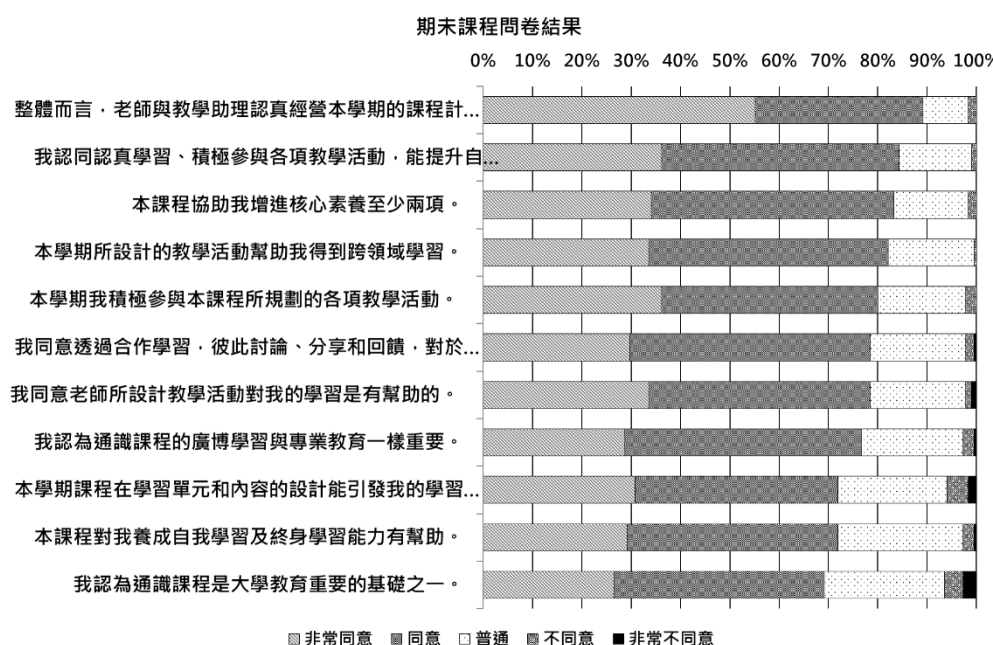 期末課程問卷結果
0% 10% 20% 30% 40% 50% 60% 70% 80% 90% 100%
整體而言，老師與教學助理認真經營本學期的課程計...
我認同認真學習、積極參與各項教學活動，能提升自...
本課程協助我增進核心素養至少兩項。
本學期所設計的教學活動幫助我得到跨領域學習。
本學期我積極參與本課程所規劃的各項教學活動。
我同意透過合作學習，彼此討論、分享和回饋，對於...
我同意老師所設計教學活動對我的學習是有幫助的。
我認為通識課程的廣博學習與專業教育一樣重要。
本學期課程在學習單元和內容的設計能引發我的學習...
本課程對我養成自我學習及終身學習能力有幫助。
我認為通識課程是大學教育重要的基礎之一。
非常同意 同意 普通 不同意 非常不同意